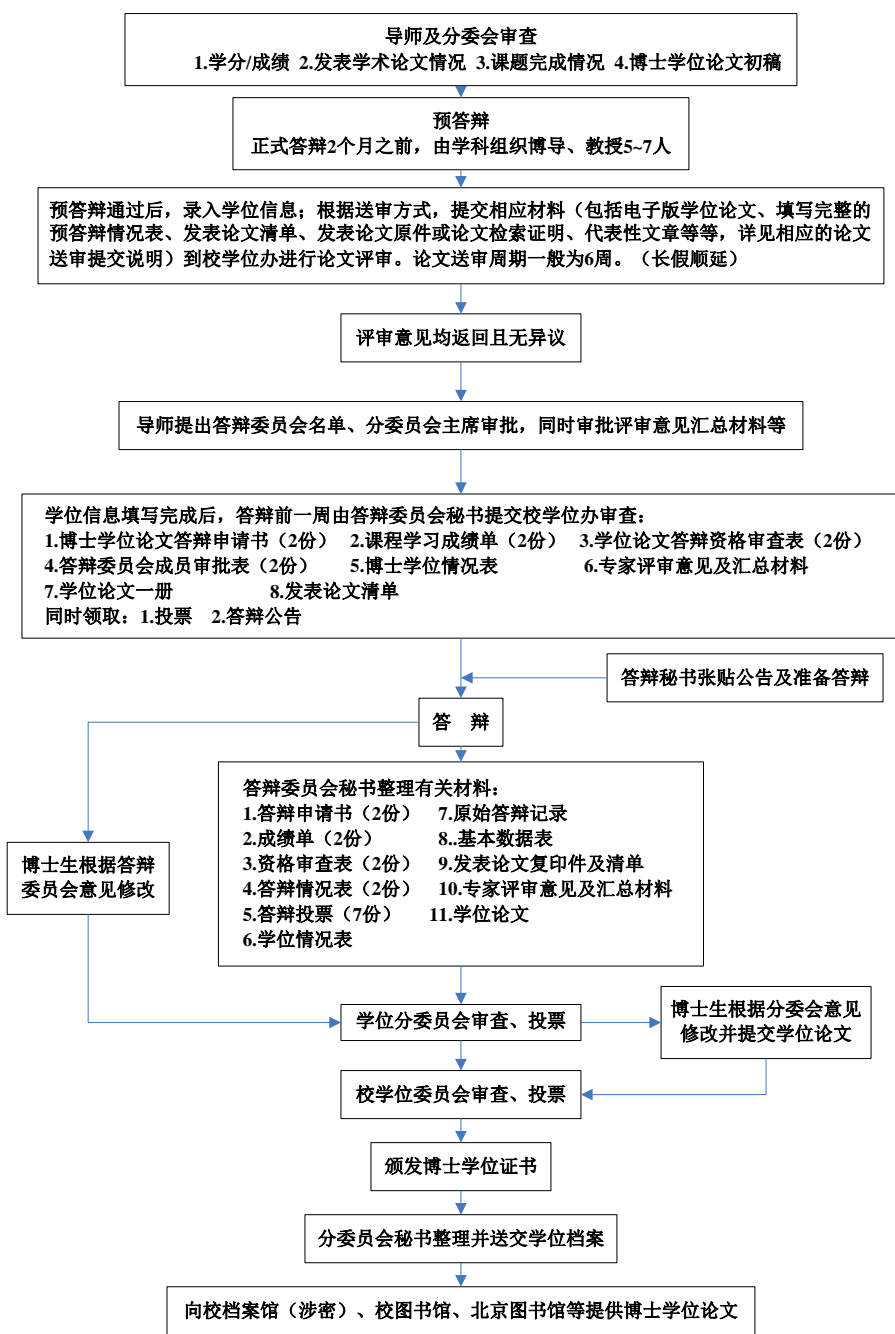 导师及分委会审查
1.学分/成绩 2.发表学术论文情况 3.课题完成情况 4.博士学位论文初稿
预答辩
正式答辩2个月之前，由学科组织博导、教授5~7人
预答辩通过后，录入学位信息；根据送审方式，提交相应材料（包括电子版学位论文、填写完整的
预答辩情况表、发表论文清单、发表论文原件或论文检索证明、代表性文章等等，详见相应的论文
送审提交说明）到校学位办进行论文评审。论文送审周期一般为6周。（长假顺延）
评审意见均返回且无异议
导师提出答辩委员会名单、分委员会主席审批，同时审批评审意见汇总材料等
学位信息填写完成后，答辩前一周由答辩委员会秘书提交校学位办审查：
1.博士学位论文答辩申请书（2份） 2.课程学习成绩单（2份） 3.学位论文答辩资格审查表（2份）
4.答辩委员会成员审批表（2份） 5.博士学位情况表 6.专家评审意见及汇总材料
7.学位论文一册 8.发表论文清单
同时领取：1.投票 2.答辩公告
答辩秘书张贴公告及准备答辩
答 辩
答辩委员会秘书整理有关材料：
1.答辩申请书（2份） 7.原始答辩记录
2.成绩单（2份） 8..基本数据表
3.资格审查表（2份） 9.发表论文复印件及清单
4.答辩情况表（2份） 10.专家评审意见及汇总材料
5.答辩投票（7份） 11.学位论文
6.学位情况表
博士生根据答辩
委员会意见修改
学位分委员会审查、投票
博士生根据分委会意见
修改并提交学位论文
校学位委员会审查、投票
颁发博士学位证书
分委员会秘书整理并送交学位档案
向校档案馆（涉密）、校图书馆、北京图书馆等提供博士学位论文